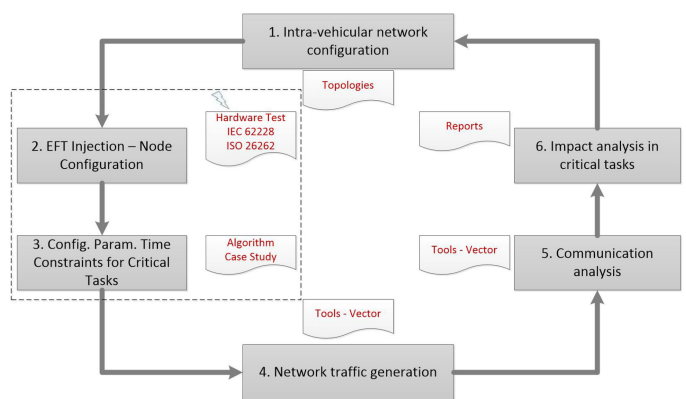 1. Intra-vehicular network
configuration
Topologies
Hardware Test
IEC 62228
ISO 26262
2. EFT Injection – Node
Configuration
Algorithm
Case Study
3. Config. Param. Time
Constraints for Critical
Tasks
Tools - Vector
4. Network traffic generation
Tools - Vector
5. Communication
analysis
Reports
6. Impact analysis in
critical tasks